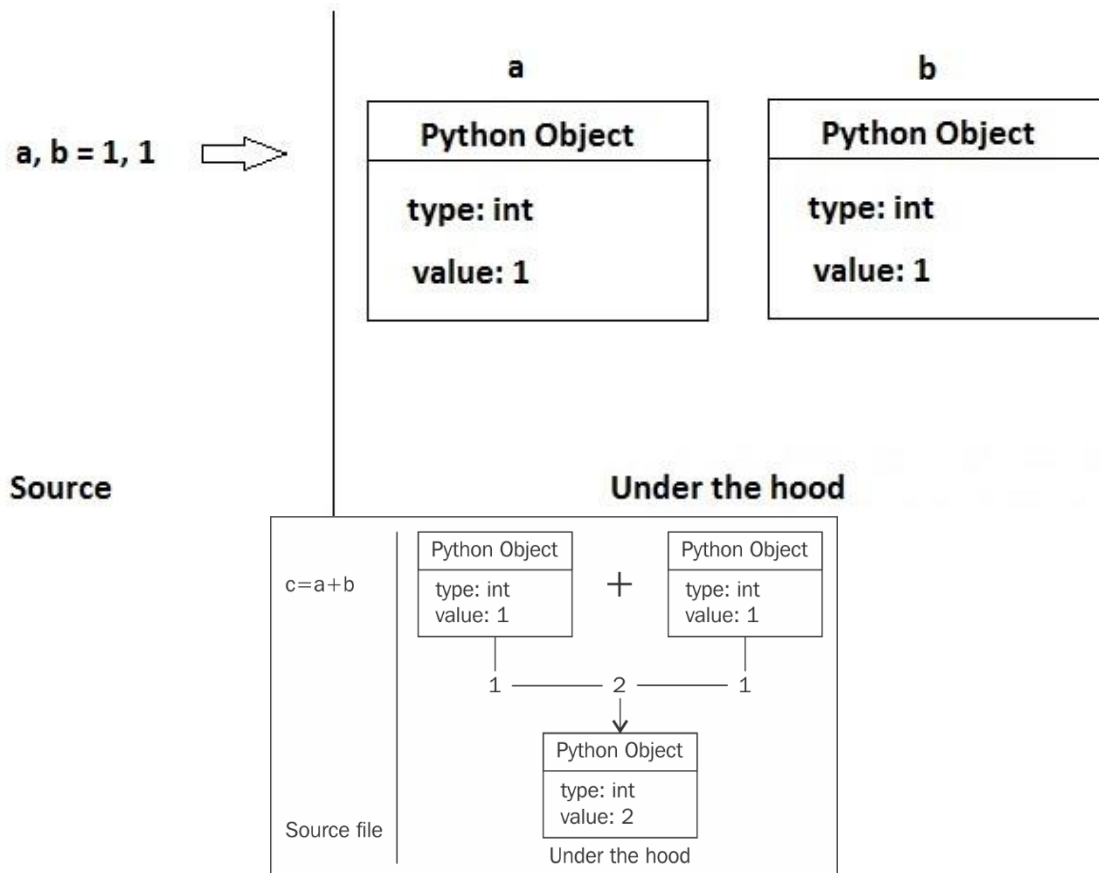 a
b
a, b = 1, 1
Python Object
type: int
value: 1
Python Object
type: int
value: 1
Source
Under the hood
c=a+b
Python Object
type: int
value: 1
+
Python Object
type: int
value: 1
1
2
1
Python Object
type: int
value: 2
Source file
Under the hood